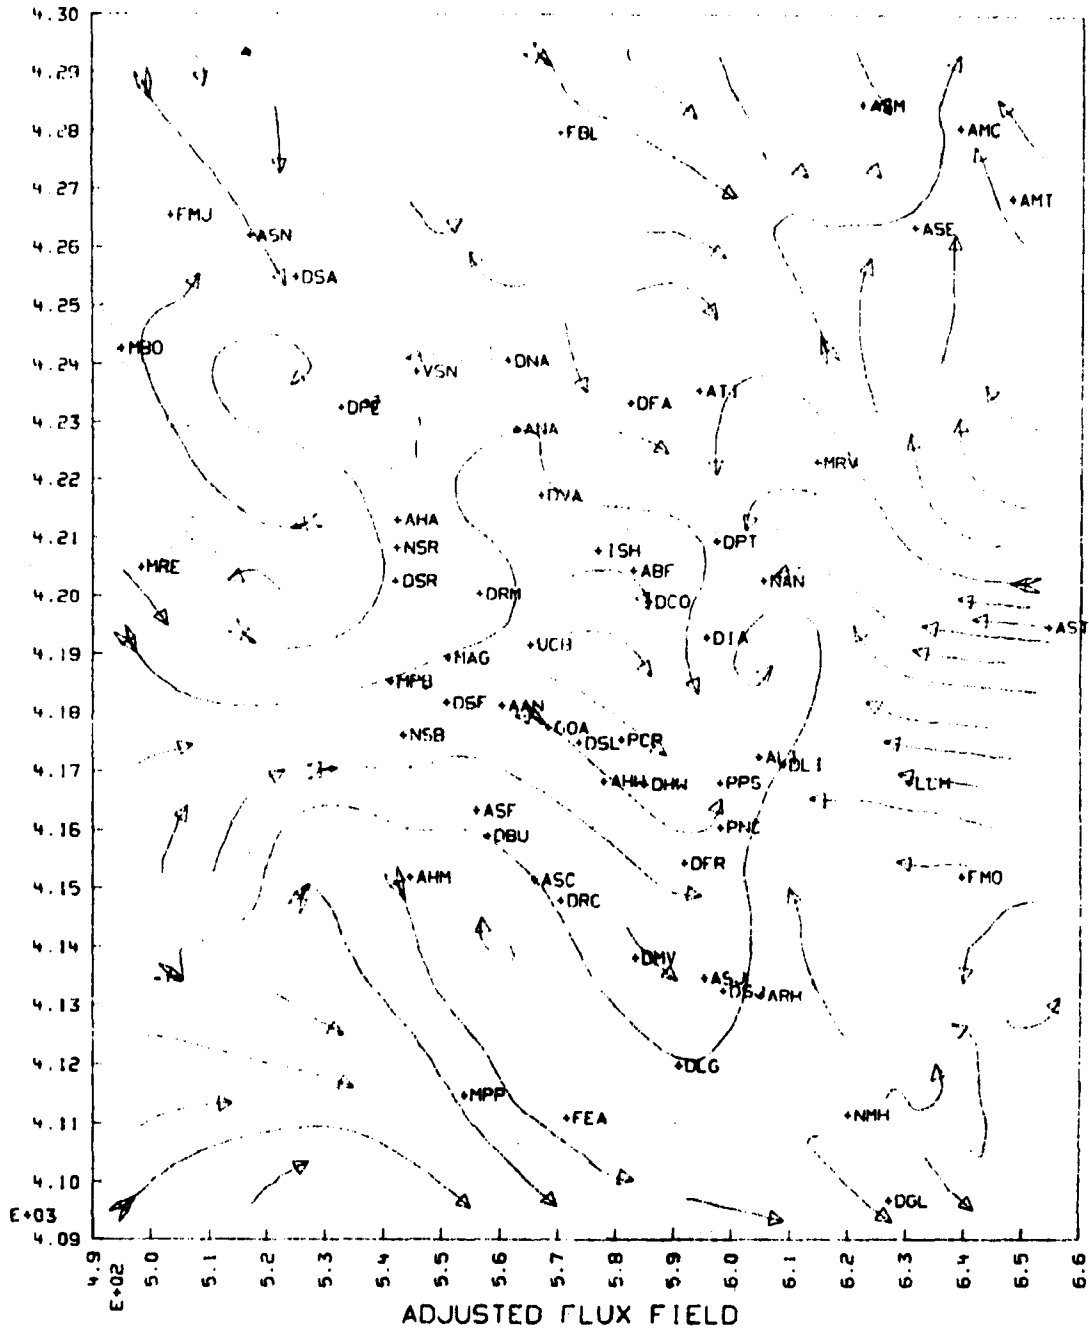 4.30
4.29
4.28
4.27
4.26
4.25
4.24
4.23
4.22
4.21
4.20
4.19
4.18
4.17
4.16
4.15
4.14
4.13
4.12
4.11
4.10
E+03
4.09
ASM
FBL
AMC
AMT
FMJ
ASN
ASE
DSA
MBO
VSN
DNA
DFA
ANA
MRV
DVA
AHA
NSR
ISH
DPT
MRE
DSR
ABF
NAN
DRM
DCO
AST
DIA
UCH
MAG
MPB
DSF
AAN
GOA
NSB
DSL
PCR
AHW
DHW
PPS
ASF
DBU
DFR
AHM
ASC
FMO
DRC
DMV
ARH
DLG
MPP
FEA
NMH
DGL
4.9
5.0
5.1
5.2
5.3
5.4
5.5
5.6
5.7
5.8
5.9
6.0
6.1
6.2
6.3
6.4
6.5
6.6
E+02
ADJUSTED FLUX FIELD